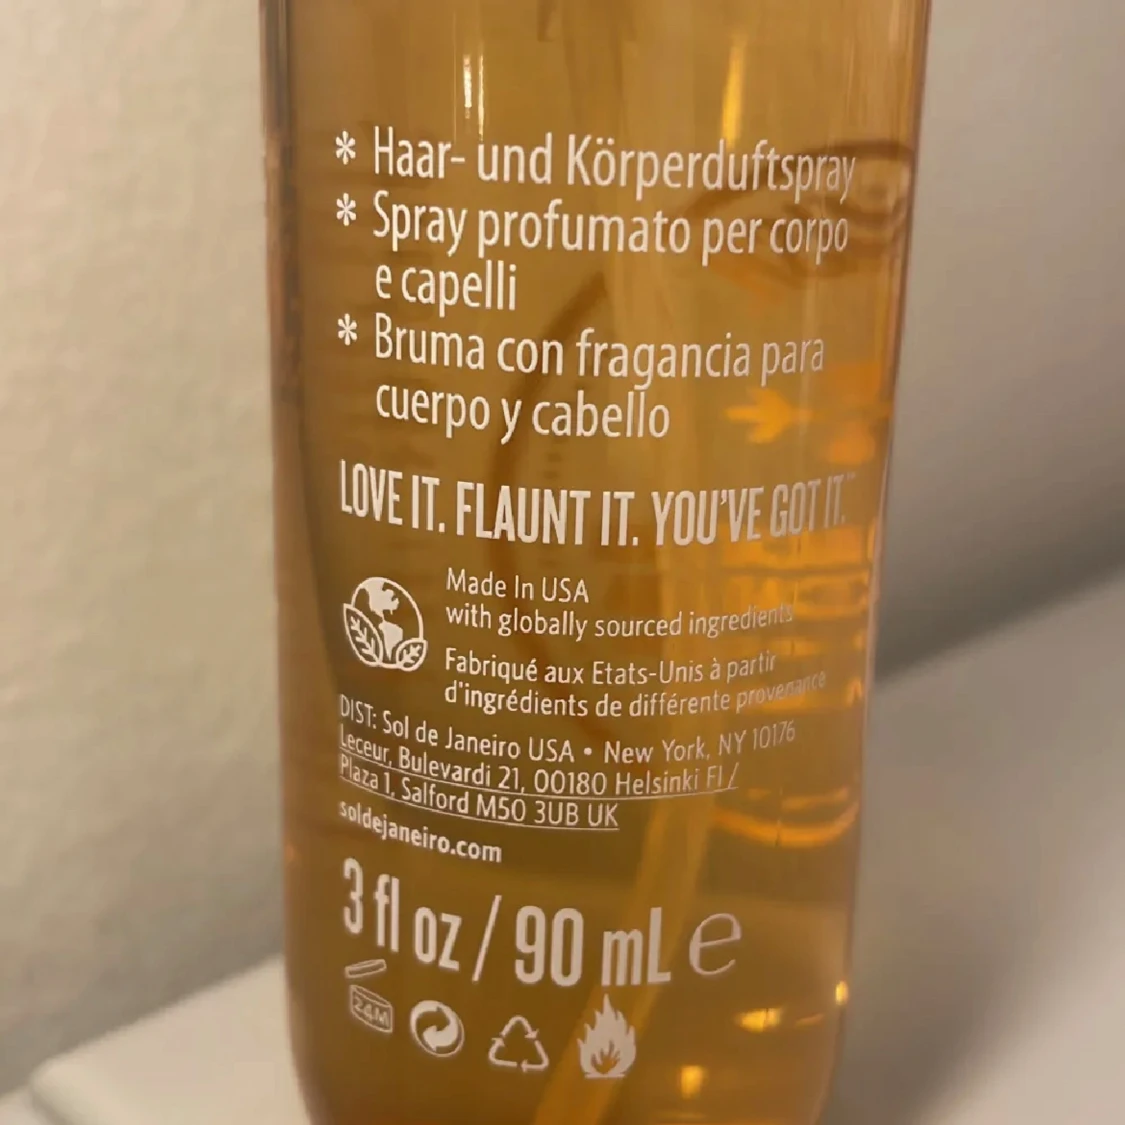 * Haar- und Körperduftspray
* Spray profumato per corpo
e capelli
* Bruma con fragancia para
cuerpo y cabello
LOVE IT. FLAUNT IT. YOU'VE GOT IT.™
Made In USA
with globally sourced ingredients
Fabriqué aux Etats-Unis à partir
d'ingrédients de différente provenance
DIST: Sol de Janeiro USA • New York, NY 10176
Leceur, Bulevardi 21, 00180 Helsinki FI /
Plaza 1, Salford M50 3UB UK
soldejaneiro.com
3 fl oz / 90 mL e
24M